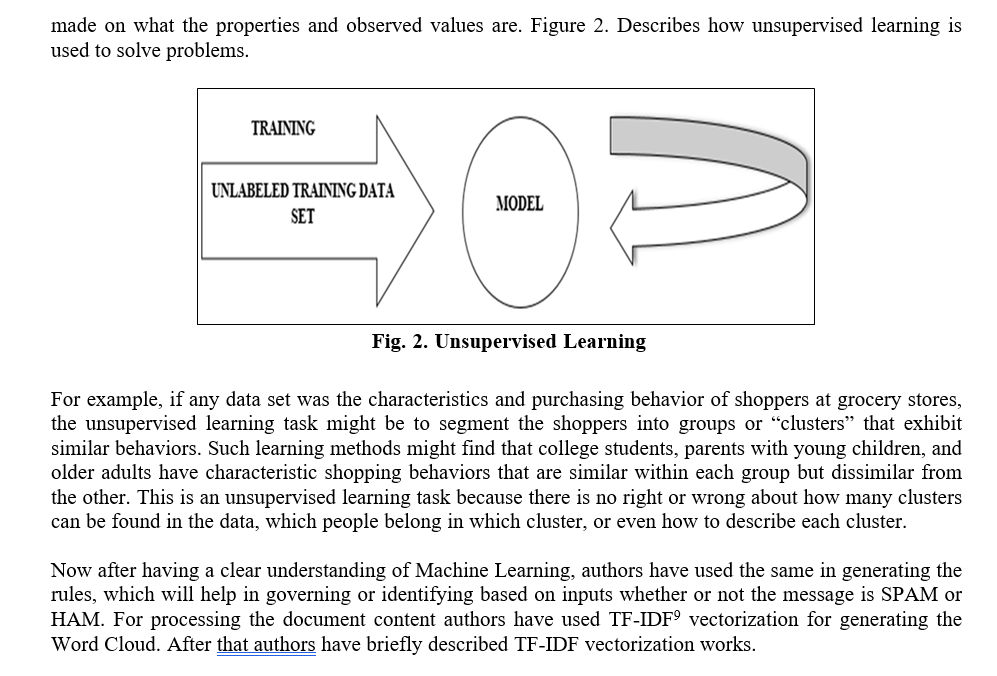 made on what the properties and observed values are. Figure 2. Describes how unsupervised learning is
used to solve problems.
TRAINING
UNLABELED TRAINING DATA
SET
MODEL
Fig. 2. Unsupervised Learning
For example, if any data set was the characteristics and purchasing behavior of shoppers at grocery stores,
the unsupervised learning task might be to segment the shoppers into groups or “clusters” that exhibit
similar behaviors. Such learning methods might find that college students, parents with young children, and
older adults have characteristic shopping behaviors that are similar within each group but dissimilar from
the other. This is an unsupervised learning task because there is no right or wrong about how many clusters
can be found in the data, which people belong in which cluster, or even how to describe each cluster.
Now after having a clear understanding of Machine Learning, authors have used the same in generating the
rules, which will help in governing or identifying based on inputs whether or not the message is SPAM or
HAM. For processing the document content authors have used TF-IDF⁹ vectorization for generating the
Word Cloud. After that authors have briefly described TF-IDF vectorization works.